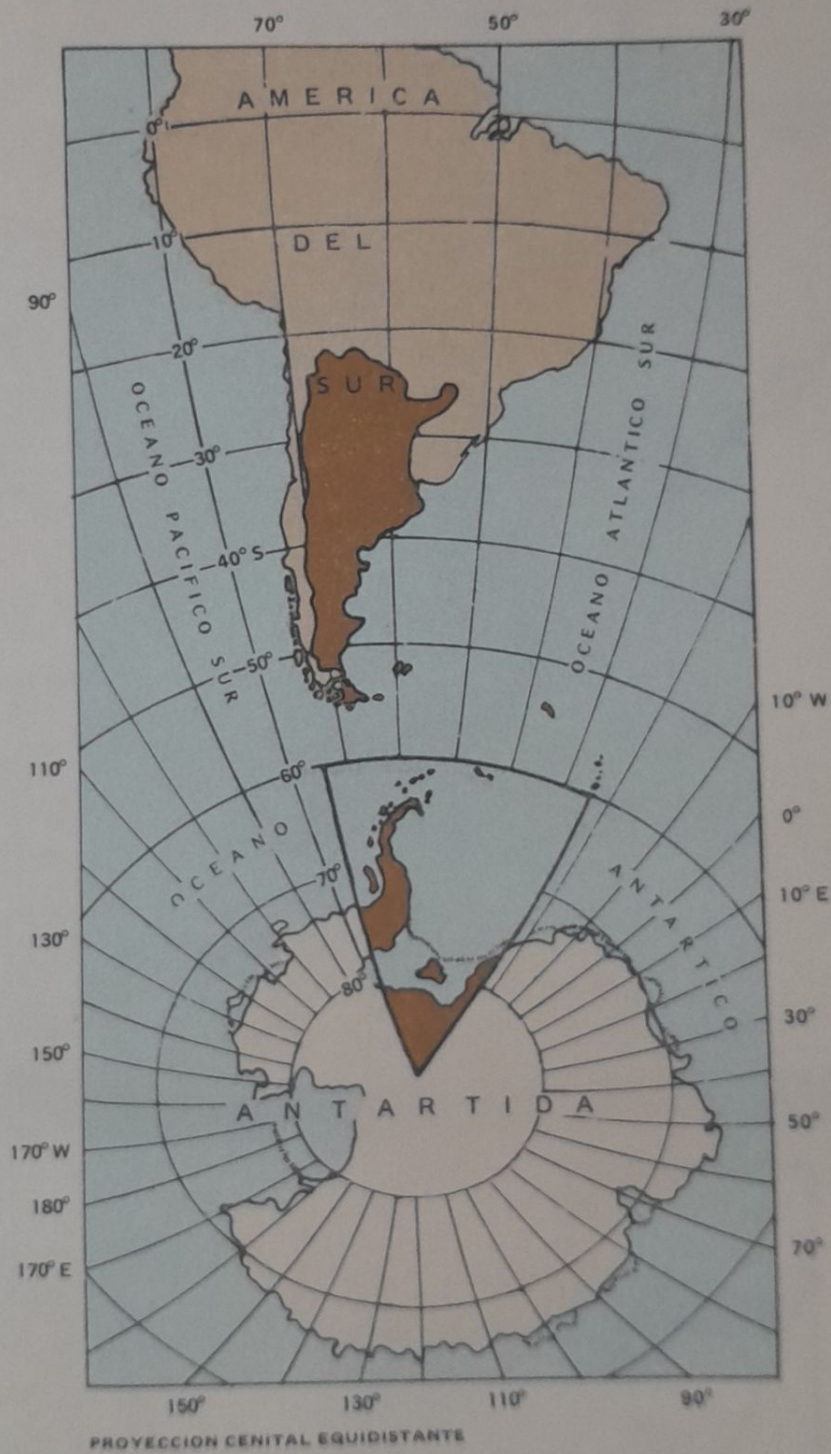 70° 50° 30°
AMERICA
0°
DEL
10°
90°
20°
SUR
OCEANO PACIFICO SUR
OCEANO ATLANTICO SUR
30°
40° S
50°
10° W
110°
60°
0°
OCEANO ANTARTICO
70°
10° E
130°
80°
30°
150°
ANTARTIDA
50°
170° W
180°
70°
170° E
150° 130° 110° 90°
PROYECCION CENITAL EQUIDISTANTE